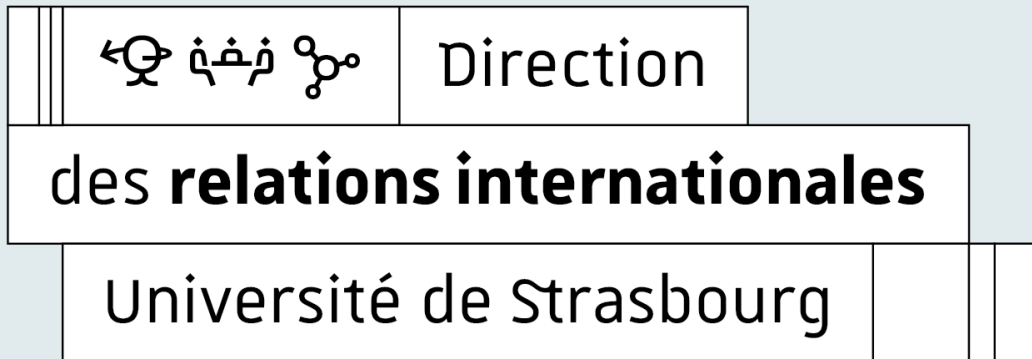 Direction
des relations internationales
Université de Strasbourg